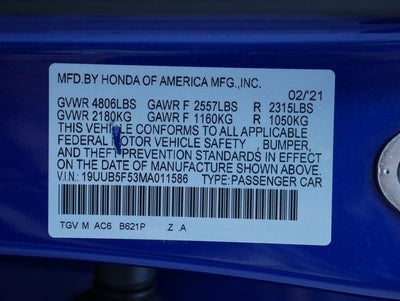 MFD.BY HONDA OF AMERICA MFG.,INC.
02/'21
GVWR 4806LBS GAWR F 2557LBS R 2315LBS
GVWR 2180KG GAWR F 1160KG R 1050KG
THIS VEHICLE CONFORMS TO ALL APPLICABLE
FEDERAL MOTOR VEHICLE SAFETY , BUMPER,
AND THEFT PREVENTION STANDARDS IN EFFECT
ON THE DATE OF MANUFACTURE SHOWN ABOVE.
V.I.N.: 19UUB5F53MA011586 TYPE:PASSENGER CAR
TGV M AC6 B621P .Z .A